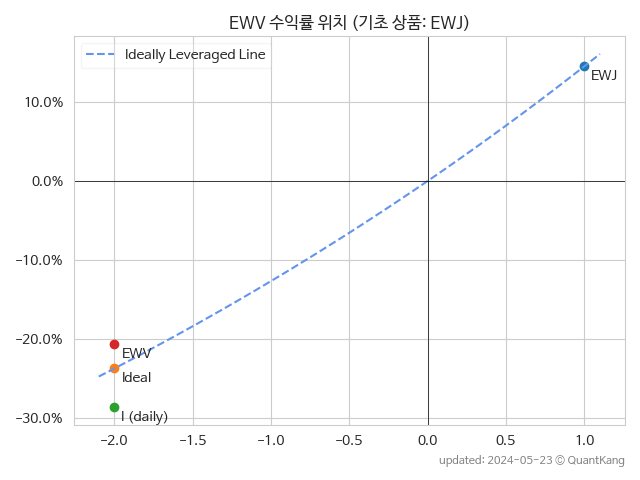 EWV 수익률 위치 (기초 상품: EWJ)
Ideally Leveraged Line
EWJ
10.0%
0.0%
-10.0%
-20.0%
-30.0%
EWV
Ideal
I (daily)
-2.0 -1.5 -1.0 -0.5 0.0 0.5 1.0
updated: 2024-05-23 © QuantKang